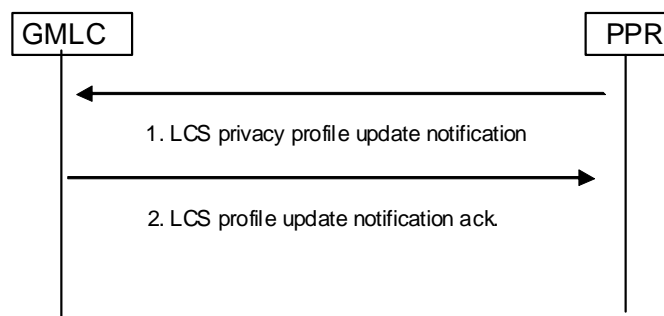 GMLC
PPR
1. LCS privacy profile update notification
2. LCS profile update notification ack.